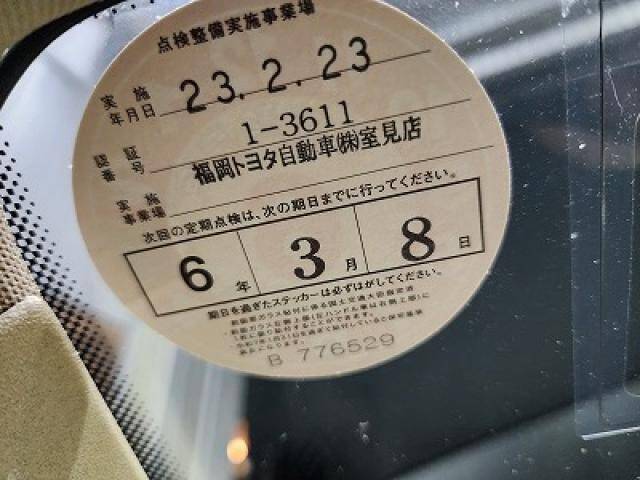 点検整備実施事業場
実施年月日 23.2.23
認証番号 1-3611
実施事業場 福岡トヨタ自動車㈱室見店
次回の定期点検は、次の期日までに行ってください。
6年 3月 8日
期日を過ぎたステッカーは必ずはがしてください。
B 776529